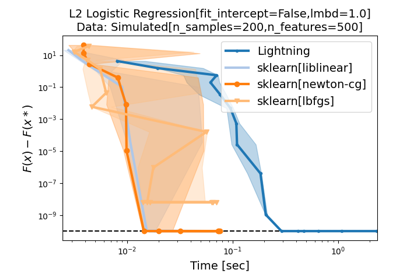 L2 Logistic Regression[fit_intercept=False,lmbd=1.0]
Data: Simulated[n_samples=200,n_features=500]
Lightning
sklearn[liblinear]
sklearn[newton-cg]
sklearn[lbfgs]
F(x) − F(x*)
10¹
10⁻¹
10⁻³
10⁻⁵
10⁻⁷
10⁻⁹
10⁻² 10⁻¹ 10⁰
Time [sec]